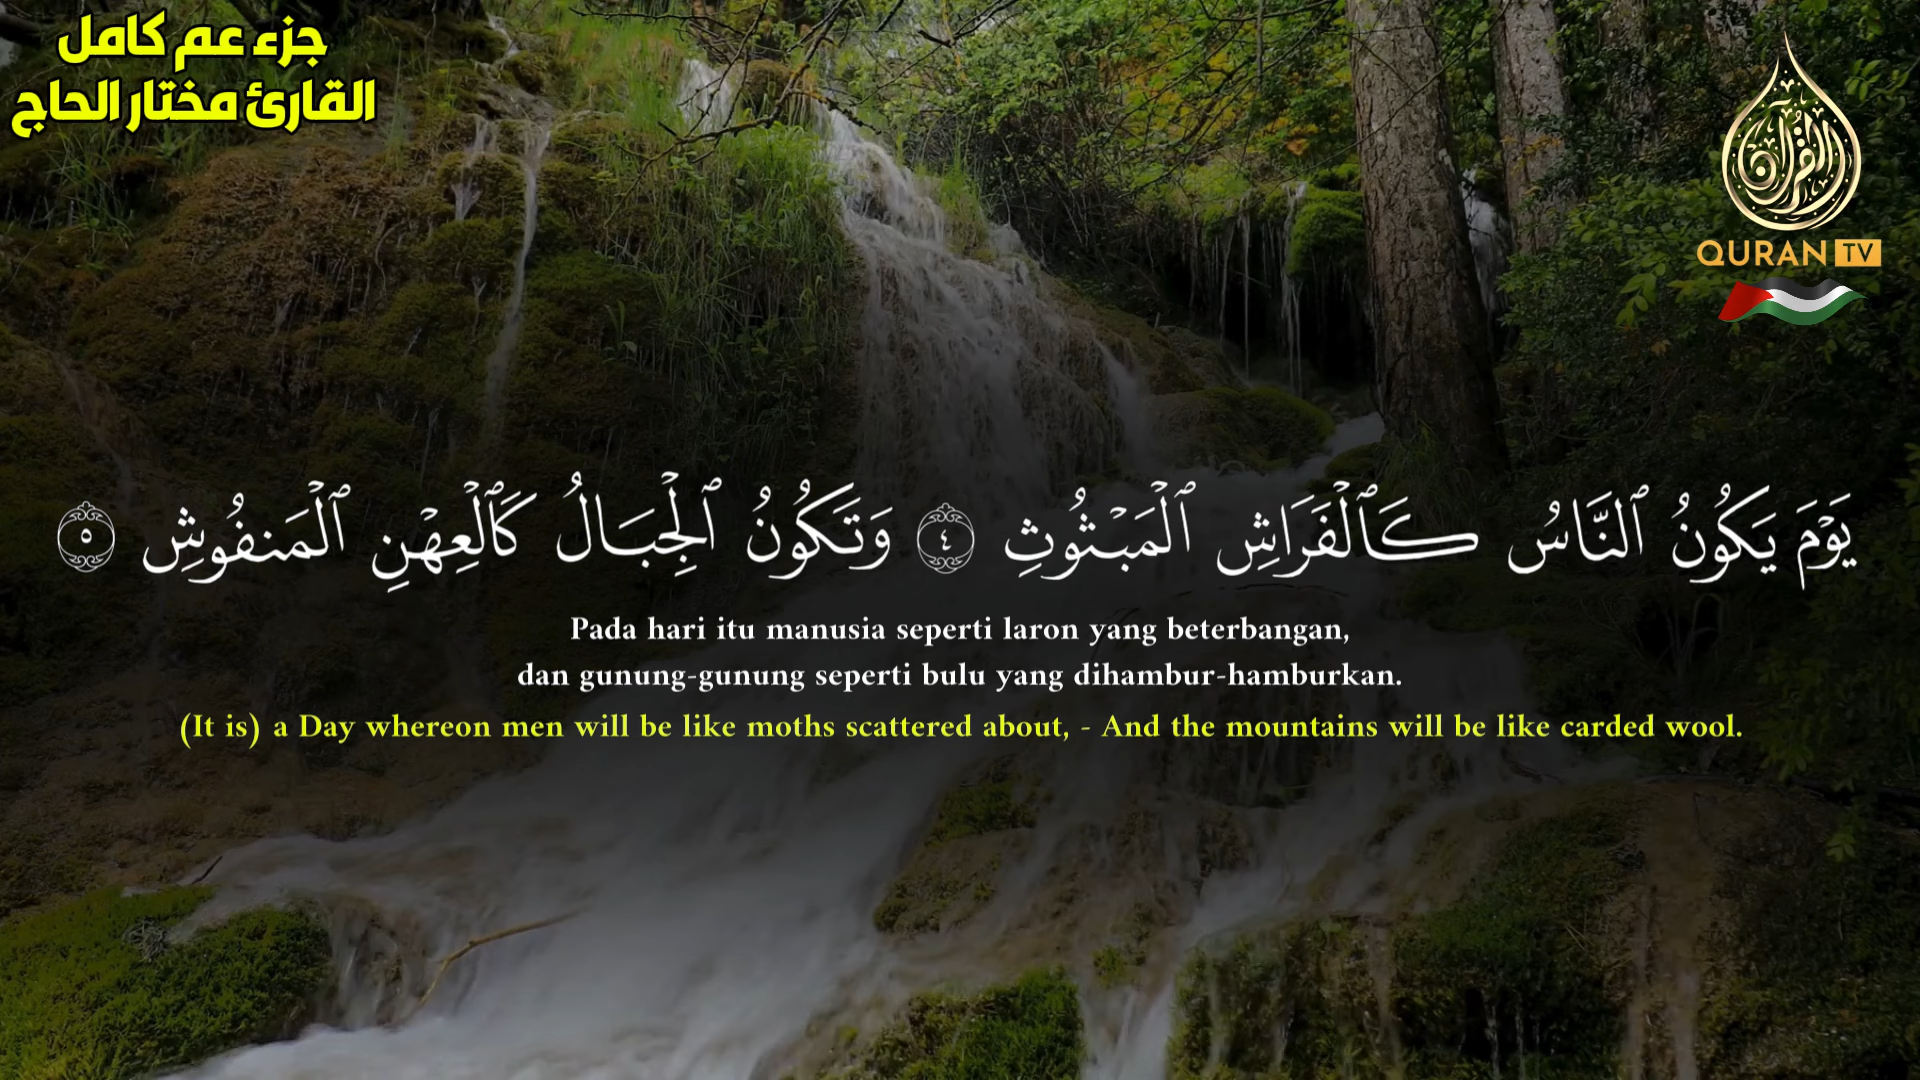 جزء عم كامل
القارئ مختار الحاج
القرآن
QURAN TV
يَوْمَ يَكُونُ ٱلنَّاسُ كَٱلْفَرَاشِ ٱلْمَبْثُوثِ ٤ وَتَكُونُ ٱلْجِبَالُ كَٱلْعِهْنِ ٱلْمَنفُوشِ ٥
Pada hari itu manusia seperti laron yang beterbangan,
dan gunung-gunung seperti bulu yang dihambur-hamburkan.
(It is) a Day whereon men will be like moths scattered about, - And the mountains will be like carded wool.